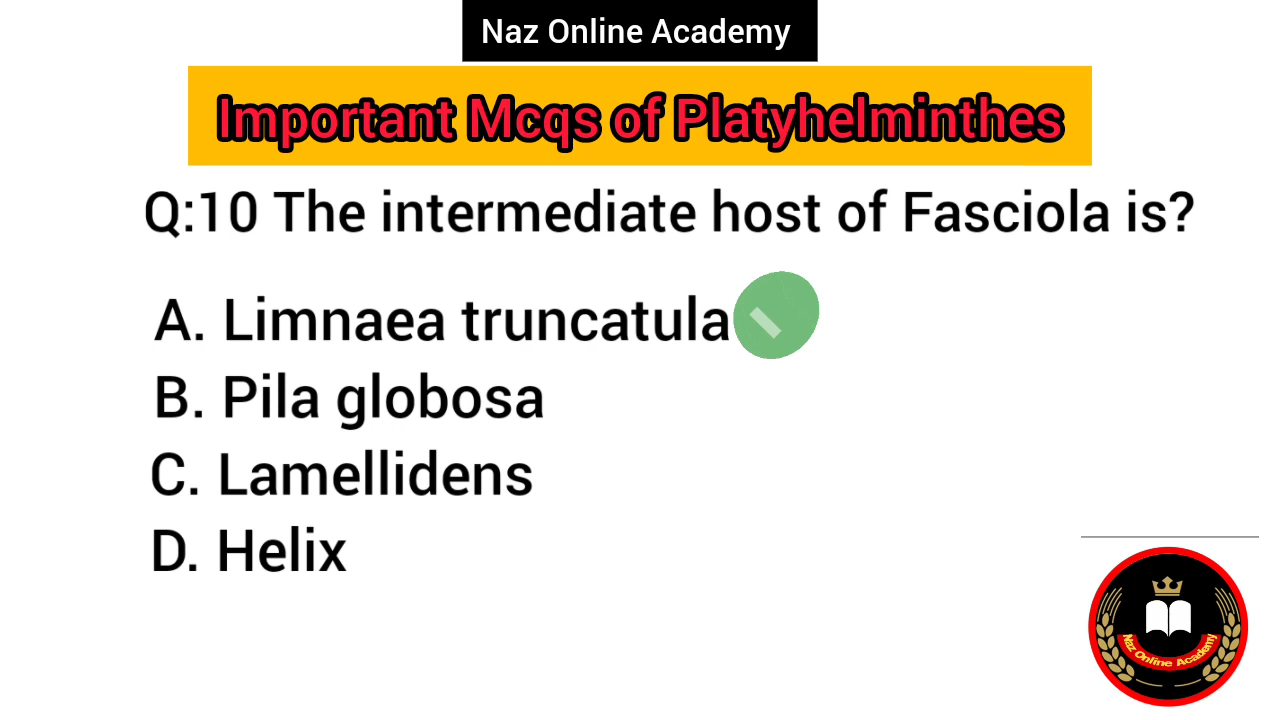 Naz Online Academy
Important Mcqs of Platyhelminthes
Q:10 The intermediate host of Fasciola is?
A. Limnaea truncatula
B. Pila globosa
C. Lamellidens
D. Helix
Naz Online Academy